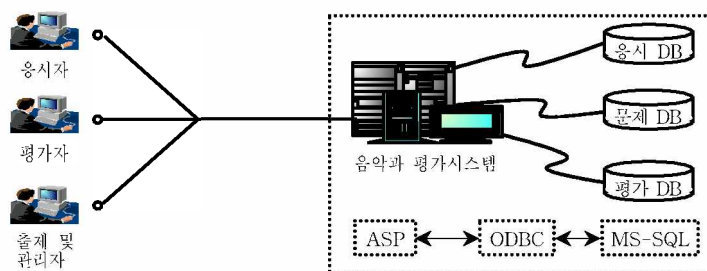 응시자
평가자
출제 및
관리자
음악과 평가시스템
응시 DB
문제 DB
평가 DB
ASP
ODBC
MS-SQL